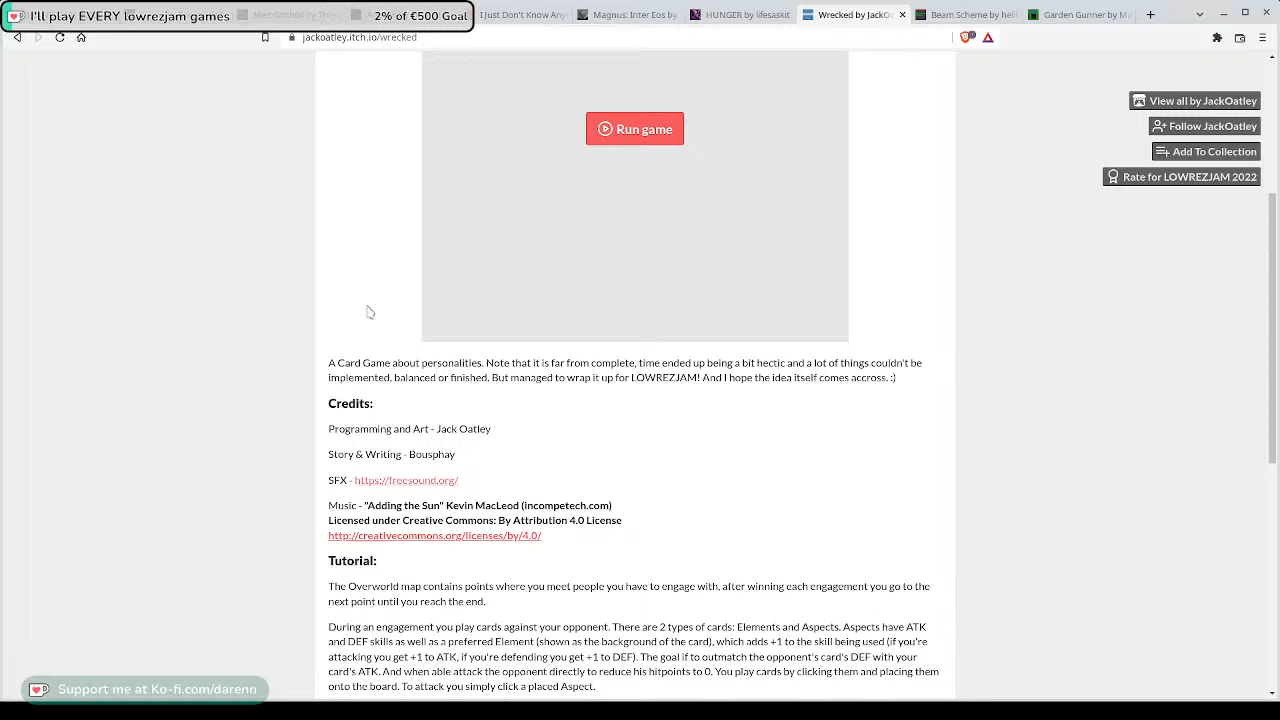 I'll play EVERY lowrezjam games 2% of €500 Goal
I Just Don't Know Any
Magnus: Inter Eos by
HUNGER by lifesaskit
Wrecked by JackO
Beam Scheme by heil
Garden Gunner by Ma
jackoatley.itch.io/wrecked
View all by JackOatley
Follow JackOatley
Add To Collection
Rate for LOWREZJAM 2022
Run game
A Card Game about personalities. Note that it is far from complete, time ended up being a bit hectic and a lot of things couldn't be
implemented, balanced or finished. But managed to wrap it up for LOWREZJAM! And I hope the idea itself comes accross. :)
Credits:
Programming and Art - Jack Oatley
Story & Writing - Bousphay
SFX - https://freesound.org/
Music - "Adding the Sun" Kevin MacLeod (incompetech.com)
Licensed under Creative Commons: By Attribution 4.0 License
http://creativecommons.org/licenses/by/4.0/
Tutorial:
The Overworld map contains points where you meet people you have to engage with, after winning each engagement you go to the
next point until you reach the end.
During an engagement you play cards against your opponent. There are 2 types of cards: Elements and Aspects. Aspects have ATK
and DEF skills as well as a preferred Element (shown as the background of the card), which adds +1 to the skill being used (if you're
attacking you get +1 to ATK, if you're defending you get +1 to DEF). The goal if to outmatch the opponent's card's DEF with your
card's ATK. And when able attack the opponent directly to reduce his hitpoints to 0. You play cards by clicking them and placing them
onto the board. To attack you simply click a placed Aspect.
Support me at Ko-fi.com/darenn